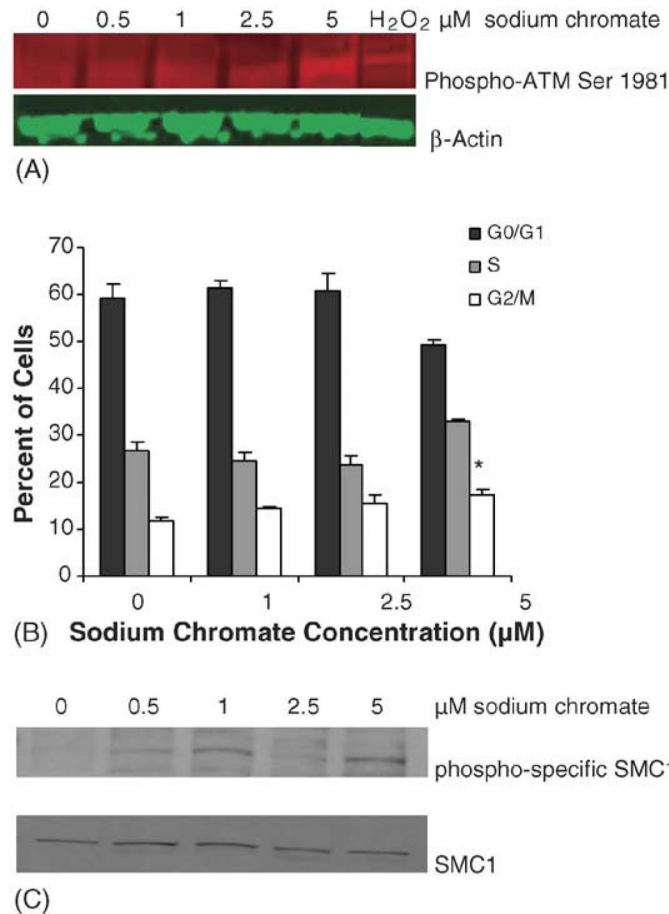 0 0.5 1 2.5 5 H₂O₂ μM sodium chromate
Phospho-ATM Ser 1981
β-Actin
(A)
70
60
50
40
30
20
10
0
Percent of Cells
G0/G1
S
G2/M
*
0 1 2.5 5
(B) Sodium Chromate Concentration (μM)
0 0.5 1 2.5 5 μM sodium chromate
phospho-specific SMC1
SMC1
(C)